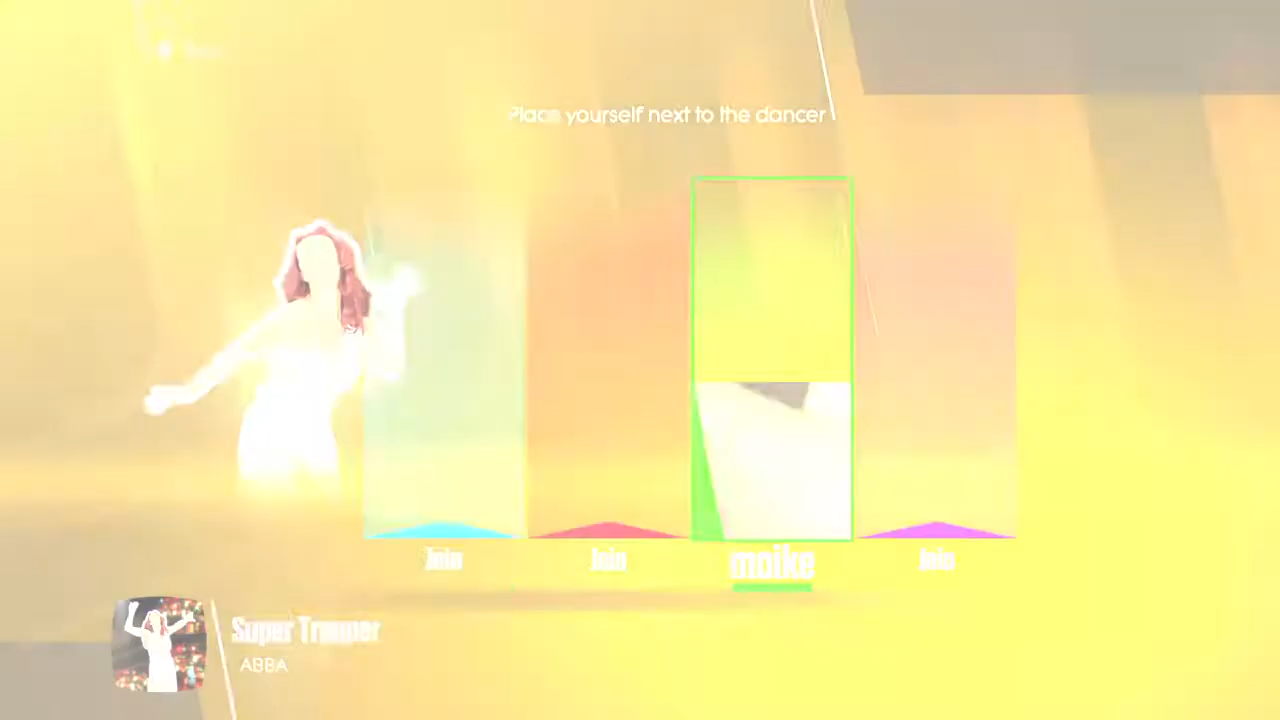 Place yourself next to the dancer
Join
Join
moike
Join
Super Trouper
ABBA